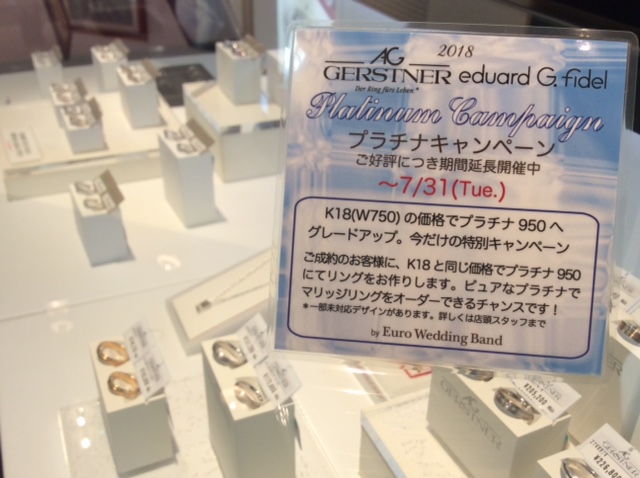 2018
AG
GERSTNER eduard G. fidel
Der Ring fürs Leben.®
Platinum Campaign
プラチナキャンペーン
ご好評につき期間延長開催中
～7/31(Tue.)
K18(W750) の価格でプラチナ 950 へ
グレードアップ。今だけの特別キャンペーン
ご成約のお客様に、K18 と同じ価格でプラチナ 950
にてリングをお作りします。ピュアなプラチナで
マリッジリングをオーダーできるチャンスです！
＊一部未対応デザインがあります。詳しくは店頭スタッフまで
by Euro Wedding Band
AG
GERSTNER
GERSTNER